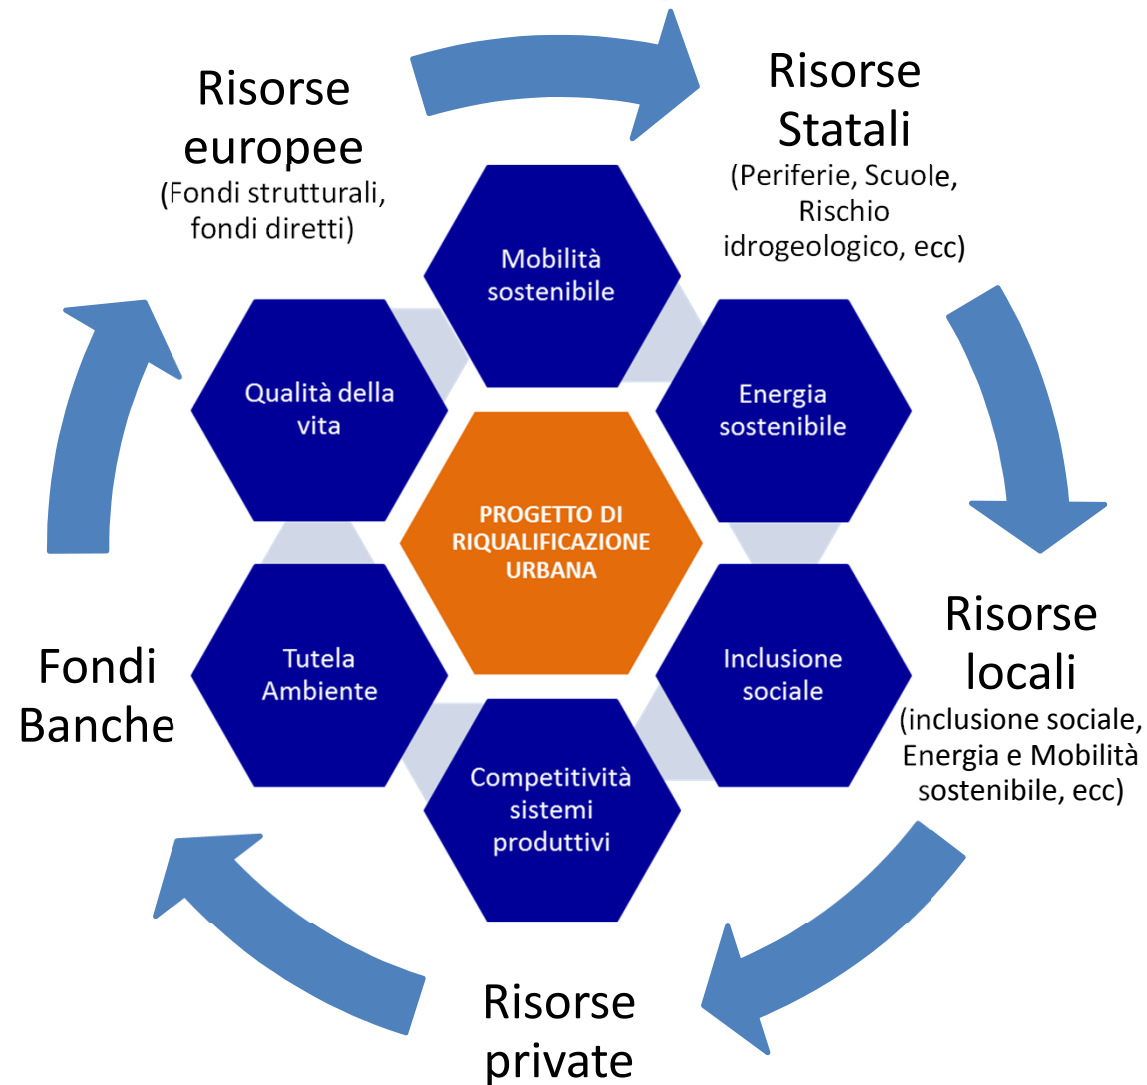 Risorse
europee
(Fondi strutturali,
fondi diretti)
Risorse
Statali
(Periferie, Scuole,
Rischio
idrogeologico, ecc)
Mobilità
sostenibile
Qualità della
vita
Energia
sostenibile
PROGETTO DI
RIQUALIFICAZIONE
URBANA
Tutela
Ambiente
Inclusione
sociale
Competitività
sistemi
produttivi
Fondi
Banche
Risorse
locali
(inclusione sociale,
Energia e Mobilità
sostenibile, ecc)
Risorse
private